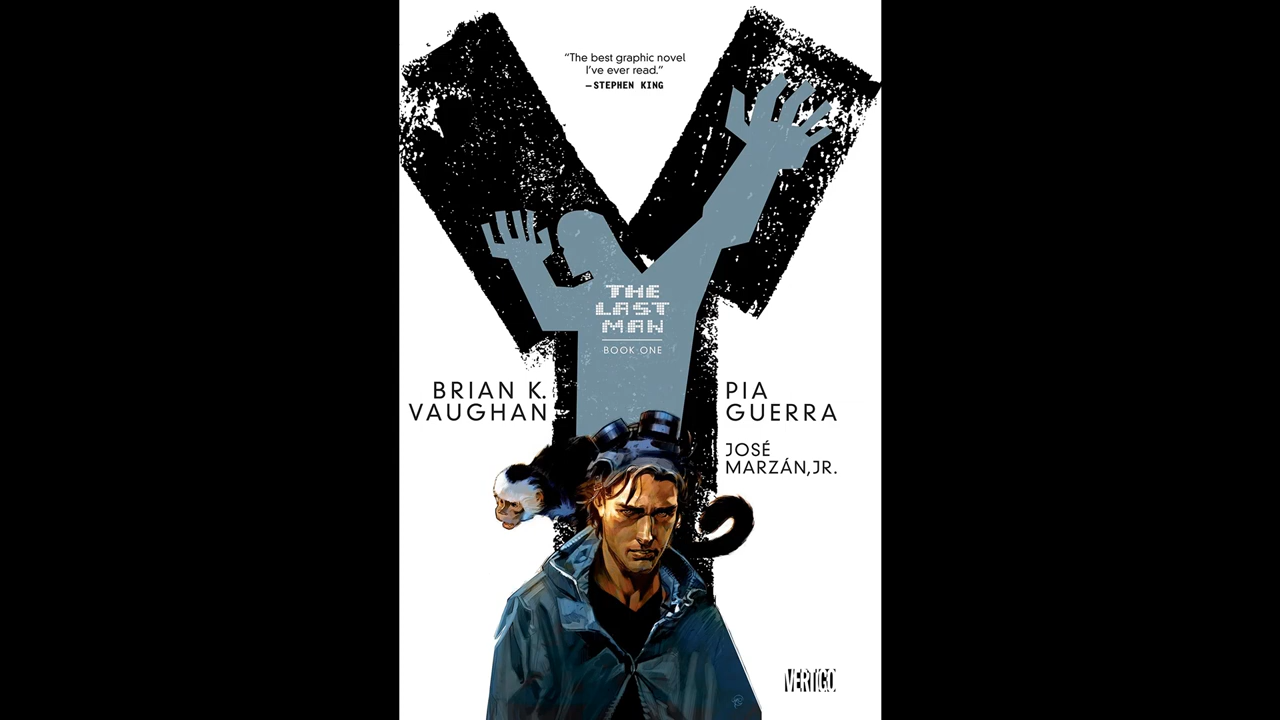 “The best graphic novel
I’ve ever read.”
—STEPHEN KING
Y
THE
LAST
MAN
BOOK ONE
BRIAN K.
VAUGHAN
PIA
GUERRA
JOSÉ
MARZÁN, JR.
VERTIGO